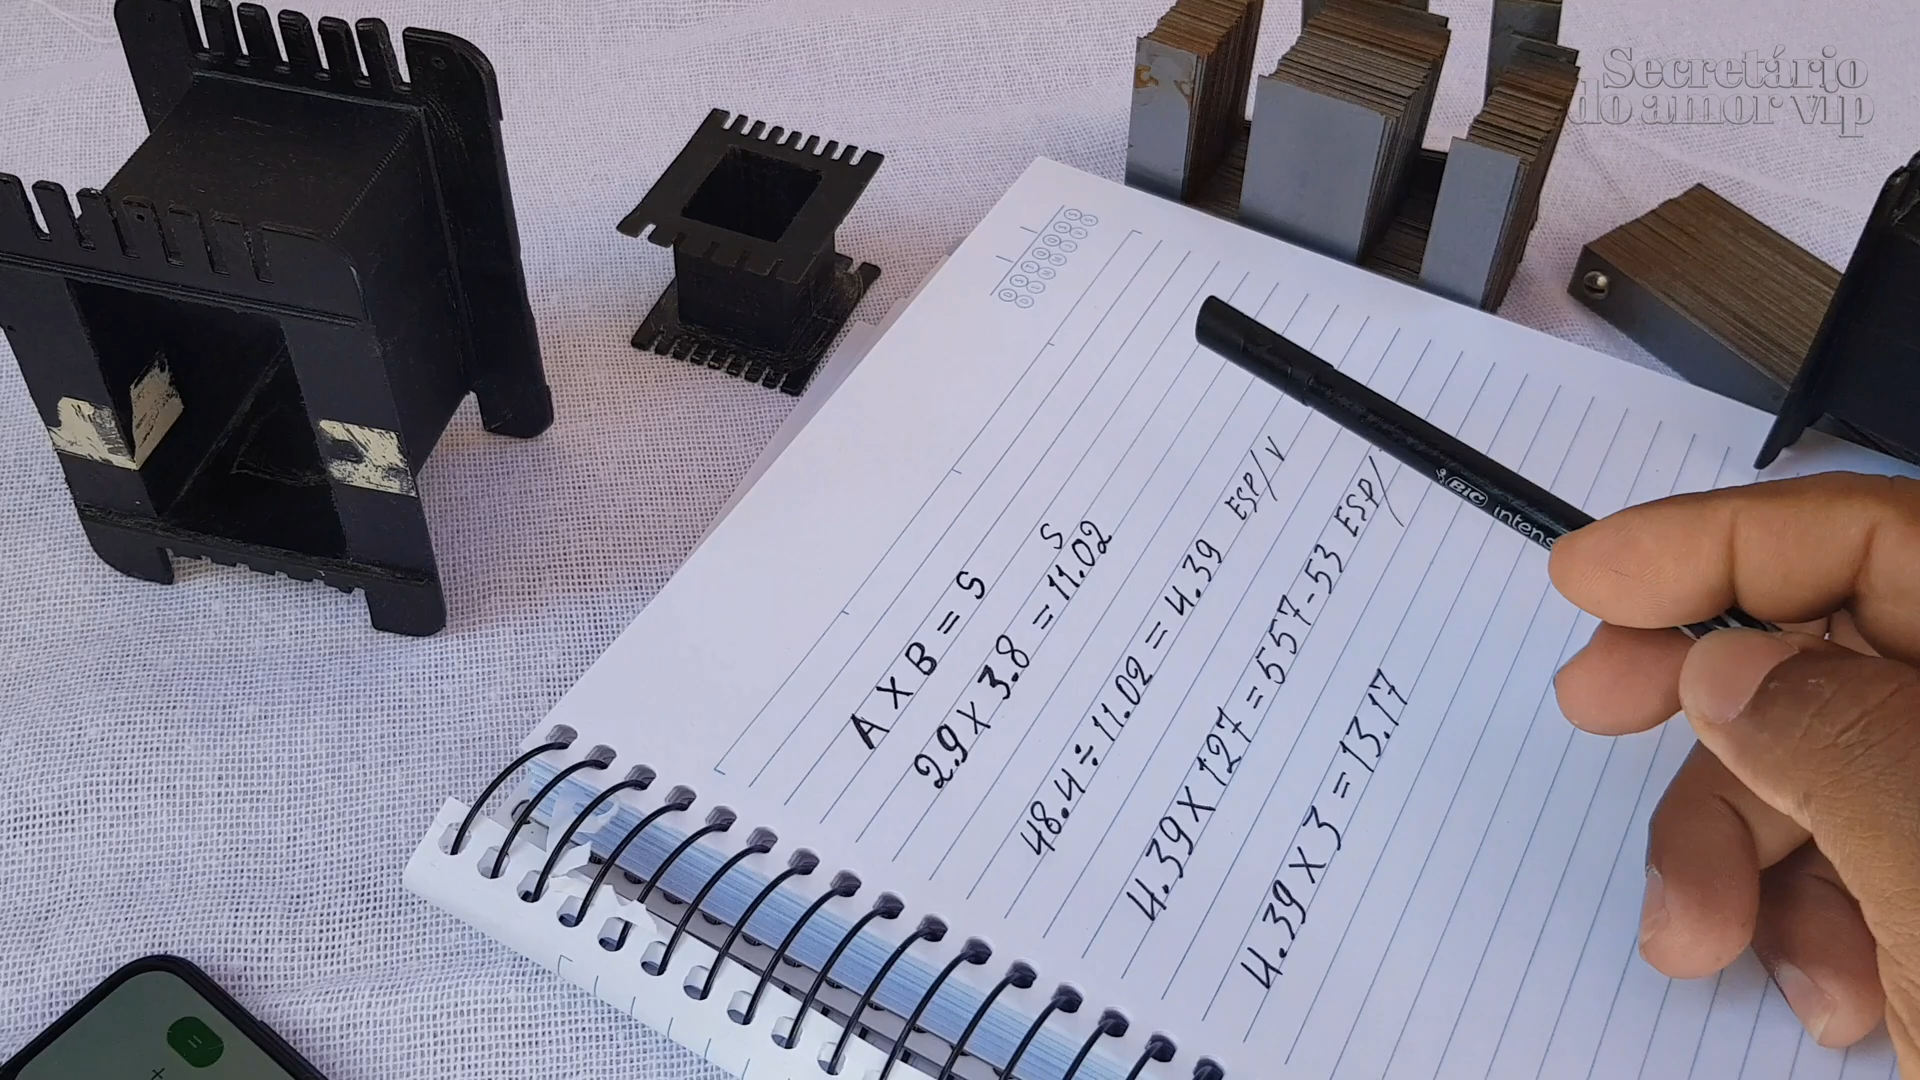 Secretário
do amor vip
A X B = S
S
2.9 X 3.8 = 11.02
48.4 ÷ 11.02 = 4.39 ESP/V
4.39 X 127 = 557-53 ESP/
4.39 X 3 = 13.17
BIC intens
=
×